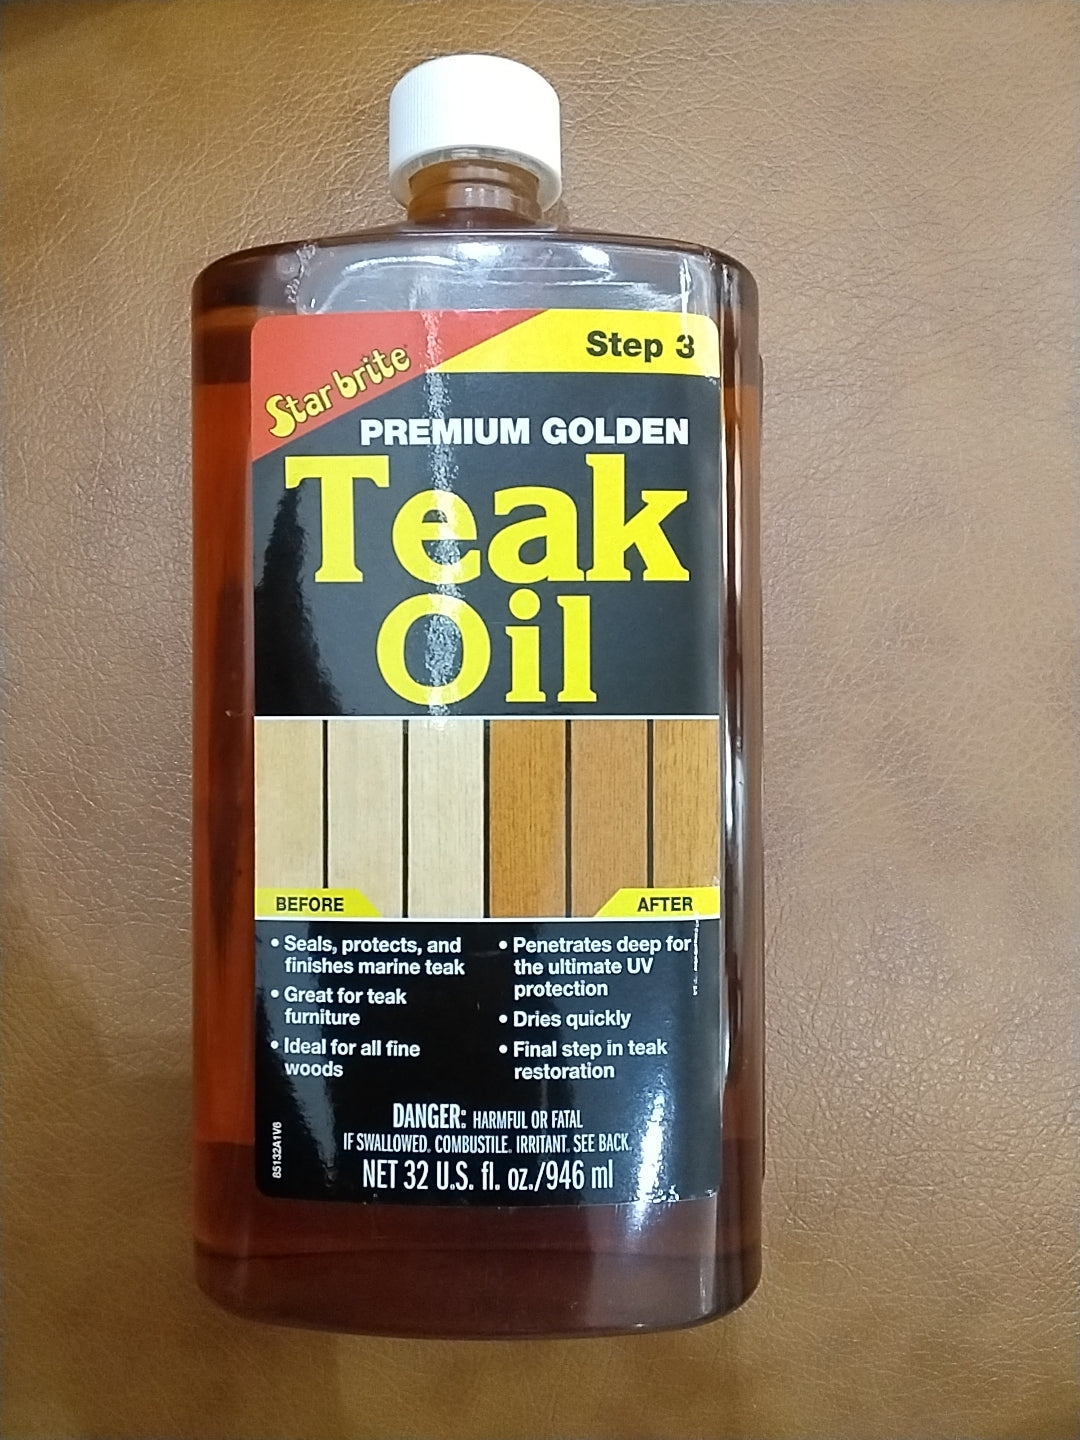 Step 3
Star brite
PREMIUM GOLDEN
Teak
Oil
BEFORE
AFTER
• Seals, protects, and
finishes marine teak
• Great for teak
furniture
• Ideal for all fine
woods
• Penetrates deep for
the ultimate UV
protection
• Dries quickly
• Final step in teak
restoration
DANGER: HARMFUL OR FATAL
IF SWALLOWED. COMBUSTILE. IRRITANT. SEE BACK.
NET 32 U.S. fl. oz./946 ml
85132A1V6